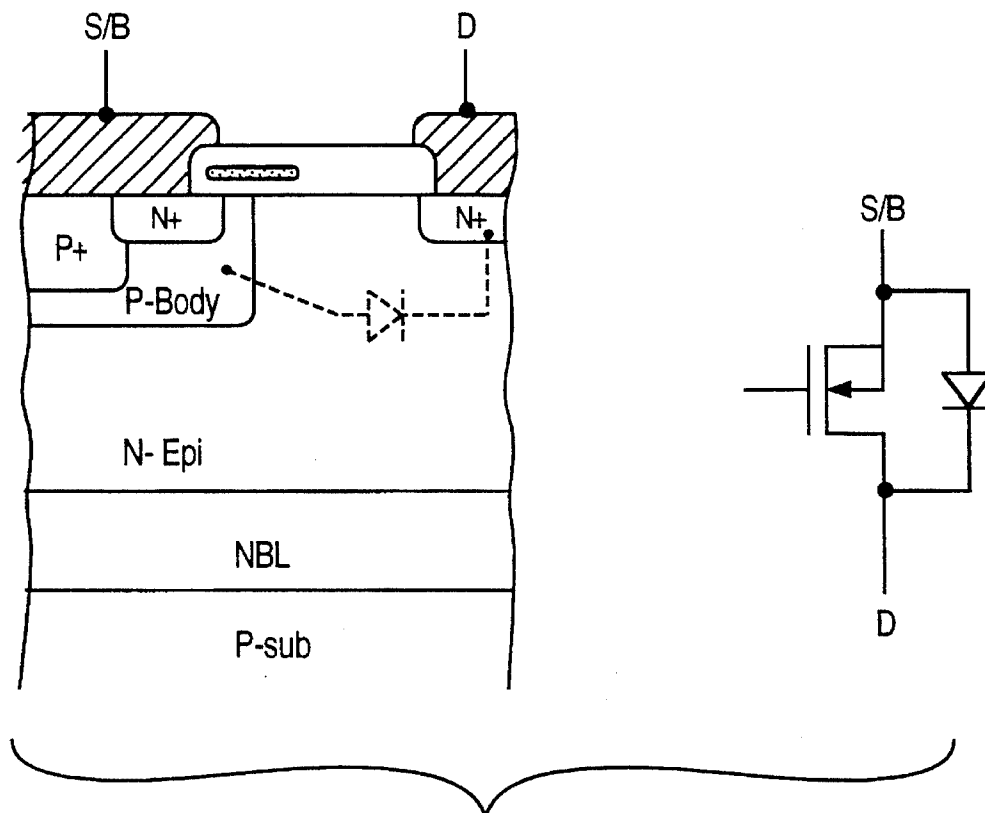 S/B
D
N+
N+
P+
P-Body
N- Epi
NBL
P-sub
S/B
D